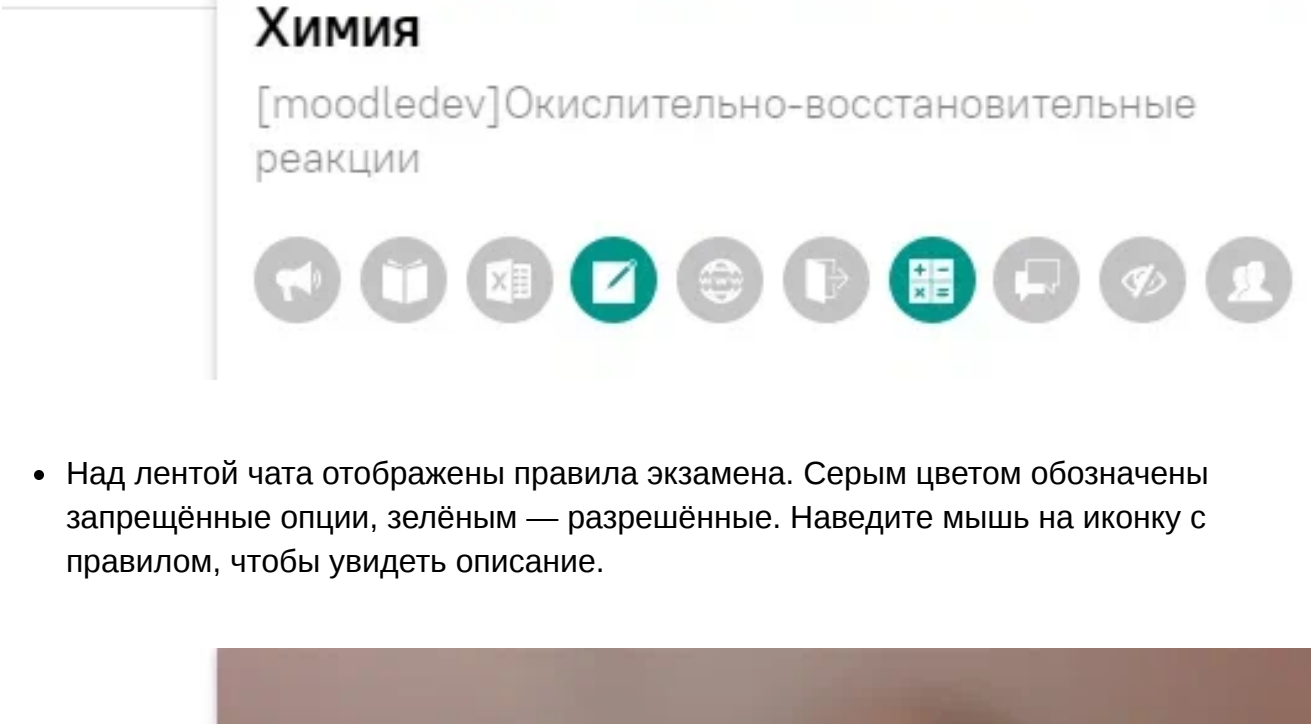 Химия
[moodledev]Окислительно-восстановительные
реакции
Над лентой чата отображены правила экзамена. Серым цветом обозначены
запрещённые опции, зелёным — разрешённые. Наведите мышь на иконку с
правилом, чтобы увидеть описание.